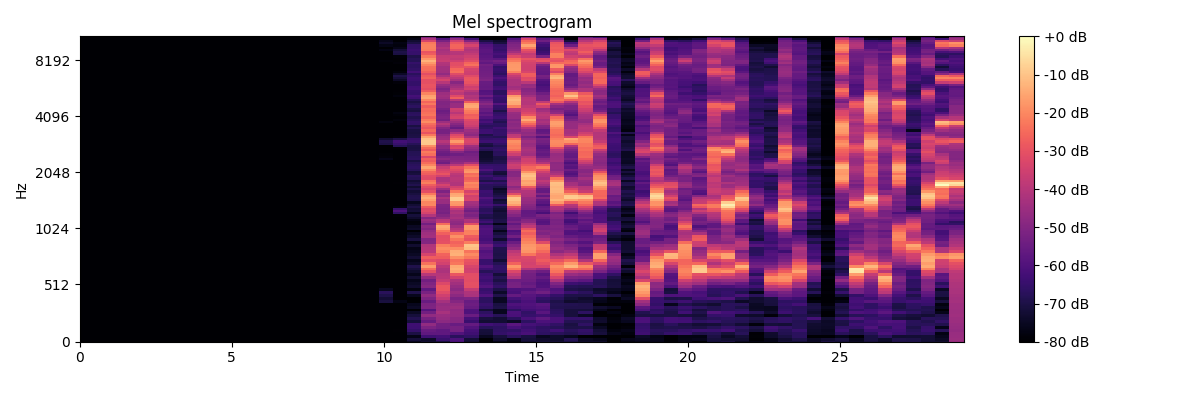 Mel spectrogram
Hz
8192
4096
2048
1024
512
0
0 5 10 15 20 25
Time
+0 dB
-10 dB
-20 dB
-30 dB
-40 dB
-50 dB
-60 dB
-70 dB
-80 dB